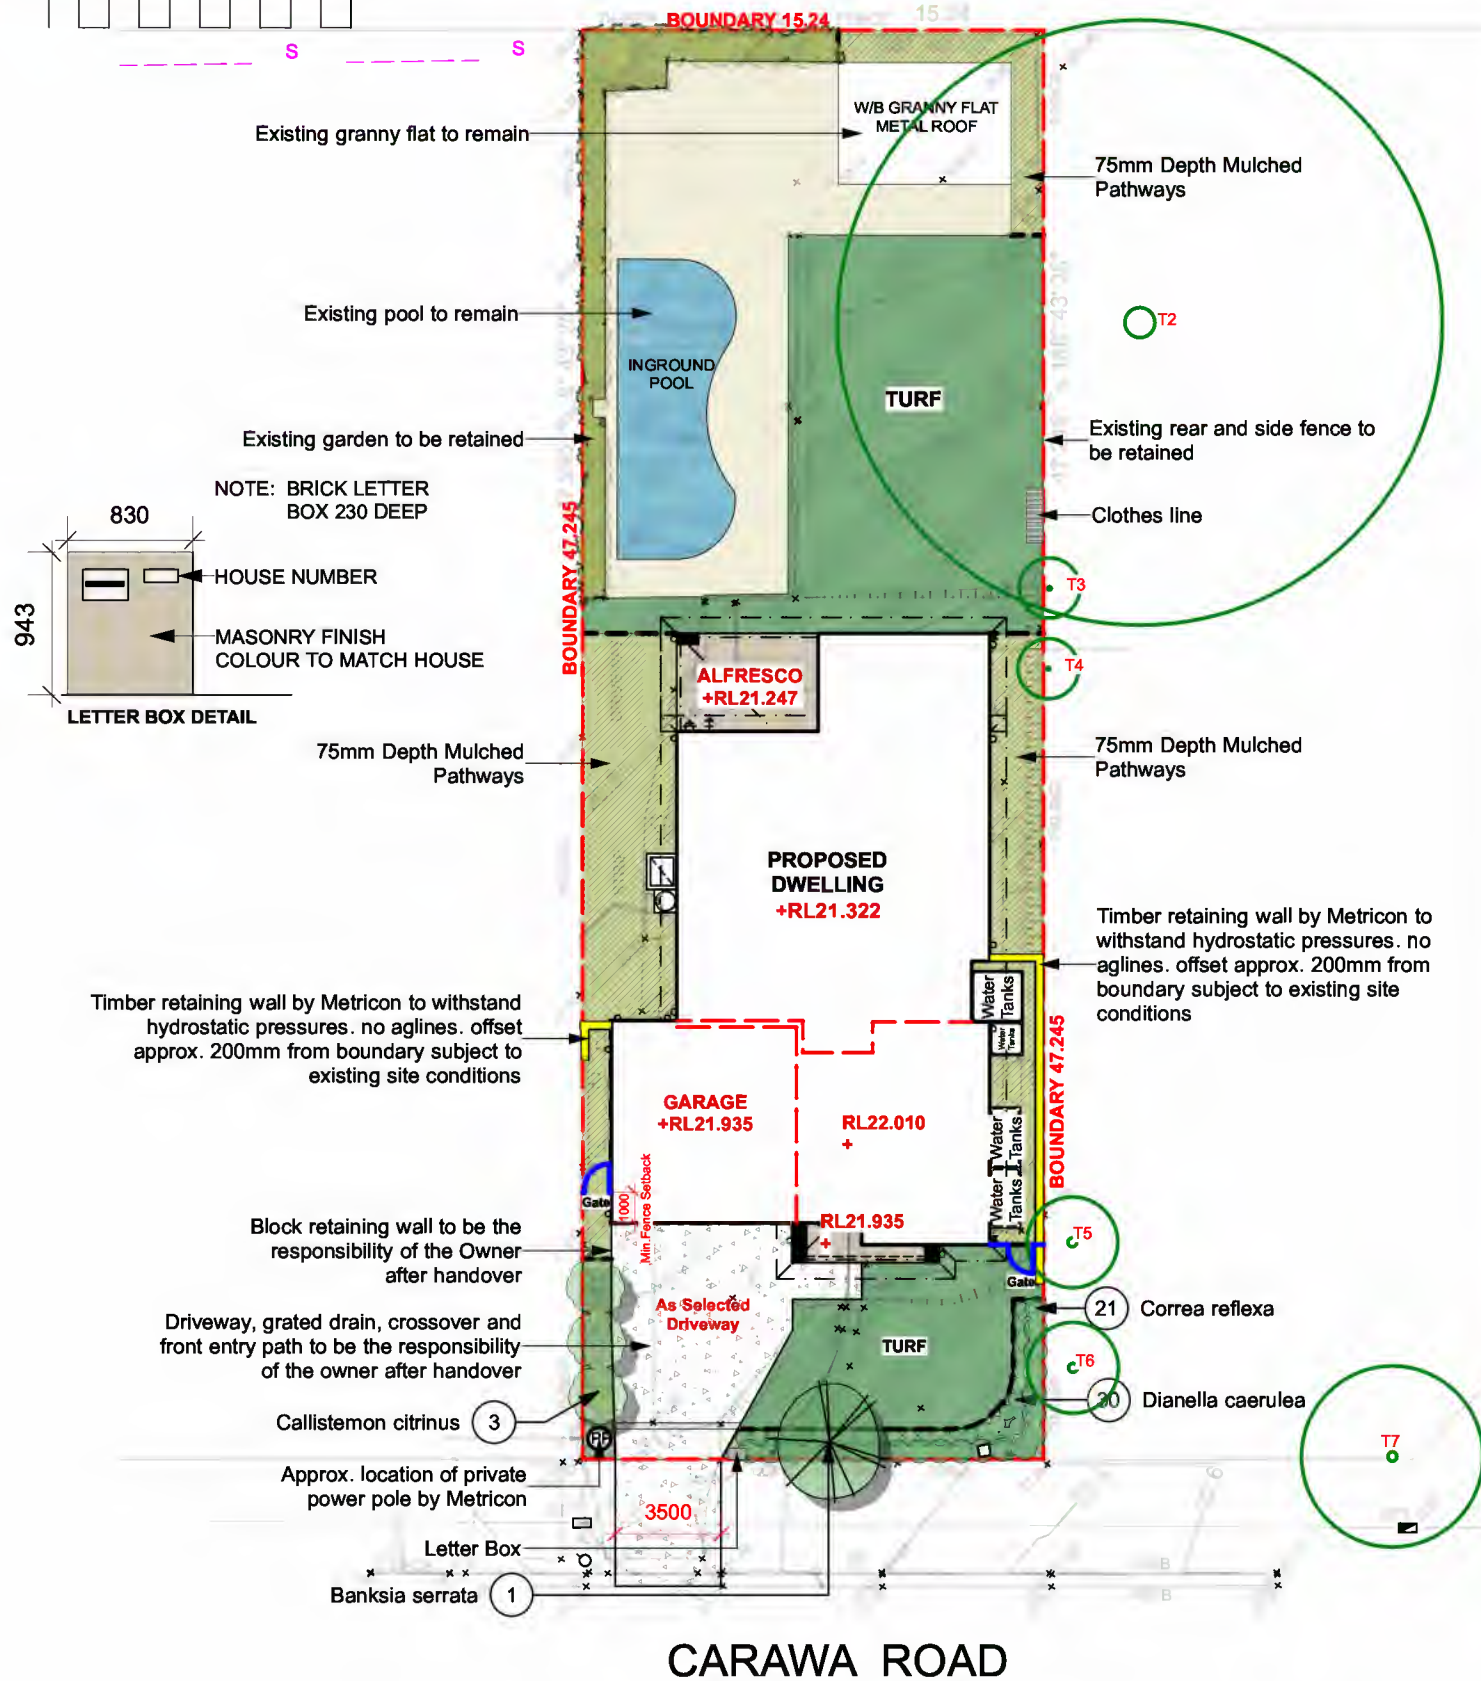 BOUNDARY 15.24
15.24
S
S
W/B GRANNY FLAT
METAL ROOF
Existing granny flat to remain
75mm Depth Mulched
Pathways
Existing pool to remain
T2
INGROUND
POOL
TURF
Existing garden to be retained
Existing rear and side fence to
be retained
NOTE: BRICK LETTER
BOX 230 DEEP
Clothes line
830
943
HOUSE NUMBER
MASONRY FINISH
COLOUR TO MATCH HOUSE
LETTER BOX DETAIL
BOUNDARY 47.245
T3
T4
ALFRESCO
+RL21.247
75mm Depth Mulched
Pathways
75mm Depth Mulched
Pathways
PROPOSED
DWELLING
+RL21.322
Timber retaining wall by Metricon to
withstand hydrostatic pressures. no
aglines. offset approx. 200mm from
boundary subject to existing site
conditions
Timber retaining wall by Metricon to withstand
hydrostatic pressures. no aglines. offset
approx. 200mm from boundary subject to
existing site conditions
Water
Tanks
Water
Tanks
BOUNDARY 47.245
GARAGE
+RL21.935
RL22.010
Water
Tanks
Water
Tanks
Gate
1000
Min.Fence Setback
RL21.935
T5
Gate
Block retaining wall to be the
responsibility of the Owner
after handover
As Selected
Driveway
21 Correa reflexa
Driveway, grated drain, crossover and
front entry path to be the responsibility
of the owner after handover
TURF
T6
30 Dianella caerulea
Callistemon citrinus 3
PP
T7
Approx. location of private
power pole by Metricon
3500
Letter Box
Banksia serrata 1
B
B
CARAWA ROAD